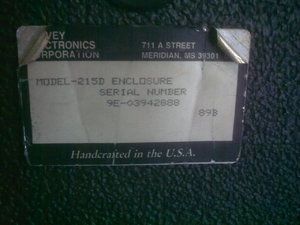 VEY
ECTRONICS
RPORATION
711 A STREET
MERIDIAN, MS 39301
MODEL-215D ENCLOSURE
SERIAL NUMBER
9E-03942888
89B
Handcrafted in the U.S.A.